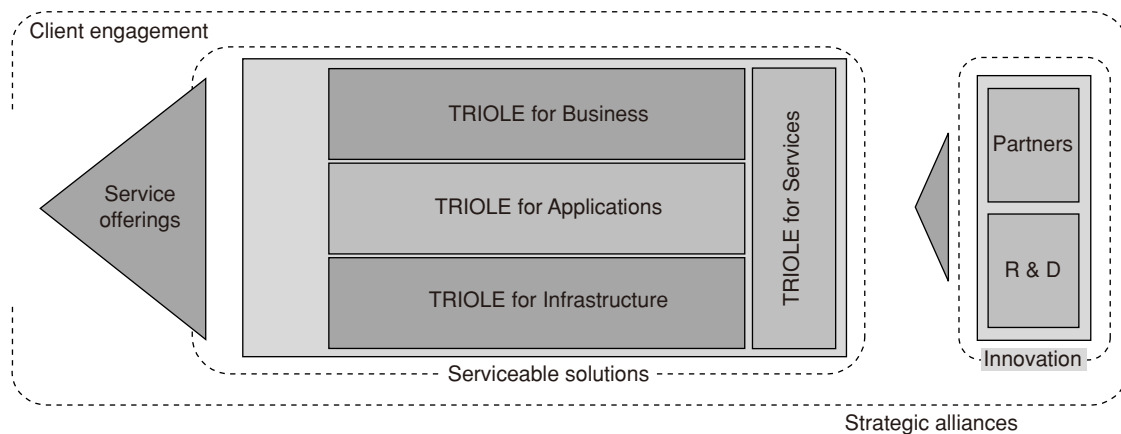 Client engagement
Service
offerings
TRIOLE for Business
TRIOLE for Applications
TRIOLE for Infrastructure
TRIOLE for Services
Serviceable solutions
Partners
R & D
Innovation
Strategic alliances